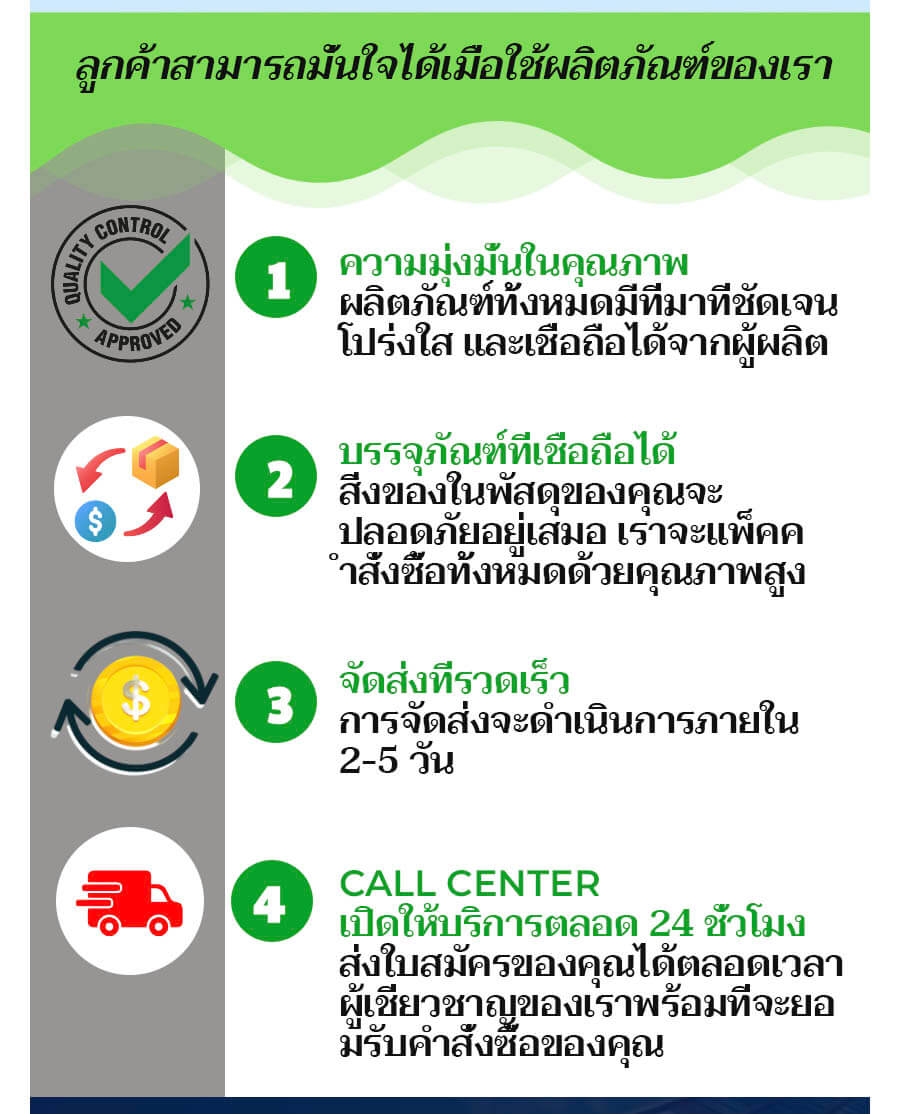 ลูกค้าสามารถมั่นใจได้เมื่อใช้ผลิตภัณฑ์ของเรา
QUALITY CONTROL
APPROVED
1
ความมุ่งมั่นในคุณภาพ
ผลิตภัณฑ์ทั้งหมดมีที่มาที่ชัดเจน
โปร่งใส และเชื่อถือได้จากผู้ผลิต
$
2
บรรจุภัณฑ์ที่เชื่อถือได้
สิ่งของในพัสดุของคุณจะ
ปลอดภัยอยู่เสมอ เราจะแพ็คค
ำสั่งซื้อทั้งหมดด้วยคุณภาพสูง
$
3
จัดส่งที่รวดเร็ว
การจัดส่งจะดำเนินการภายใน
2-5 วัน
4
CALL CENTER
เปิดให้บริการตลอด 24 ชั่วโมง
ส่งใบสมัครของคุณได้ตลอดเวลา
ผู้เชี่ยวชาญของเราพร้อมที่จะยอ
มรับคำสั่งซื้อของคุณ